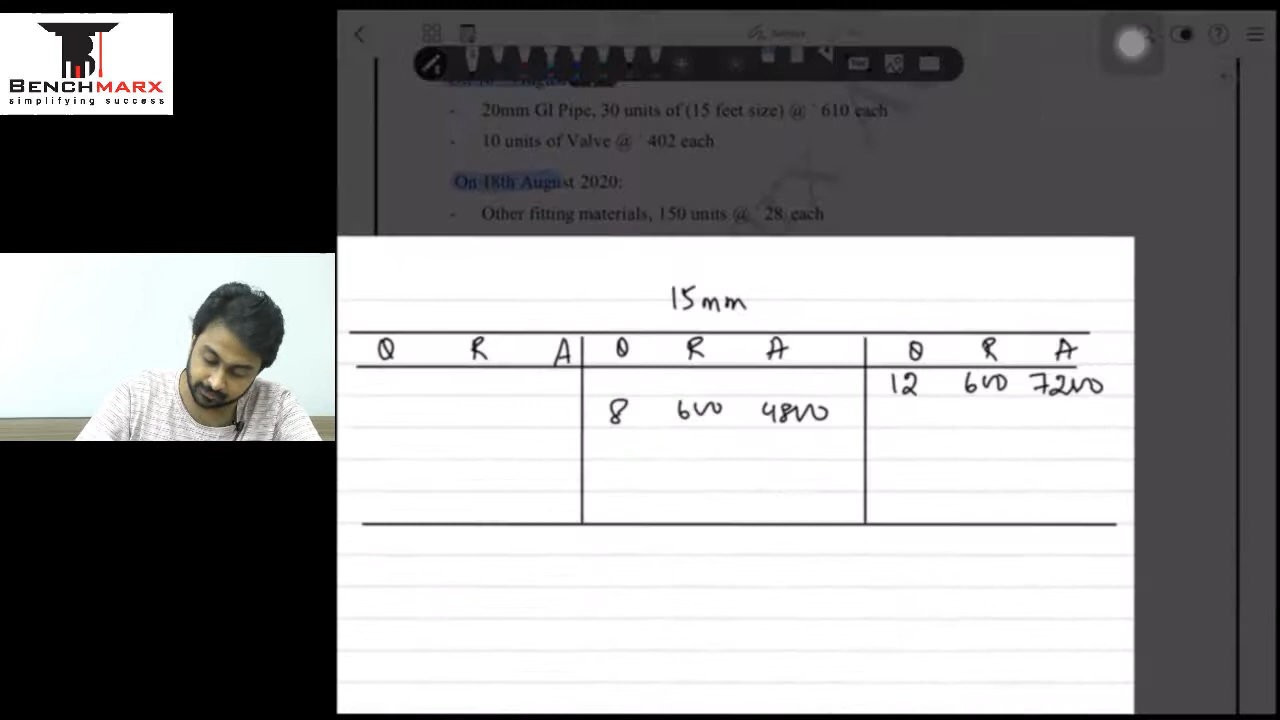 BENCHMARX
simplifying success
20mm GI Pipe, 30 units of (15 feet size) @ ` 610 each
10 units of Valve @ ` 402 each
On 18th August 2020:
Other fitting materials, 150 units @ ` 28 each
15mm
Q R A Q R A Q R A
12 600 7200
8 600 4800